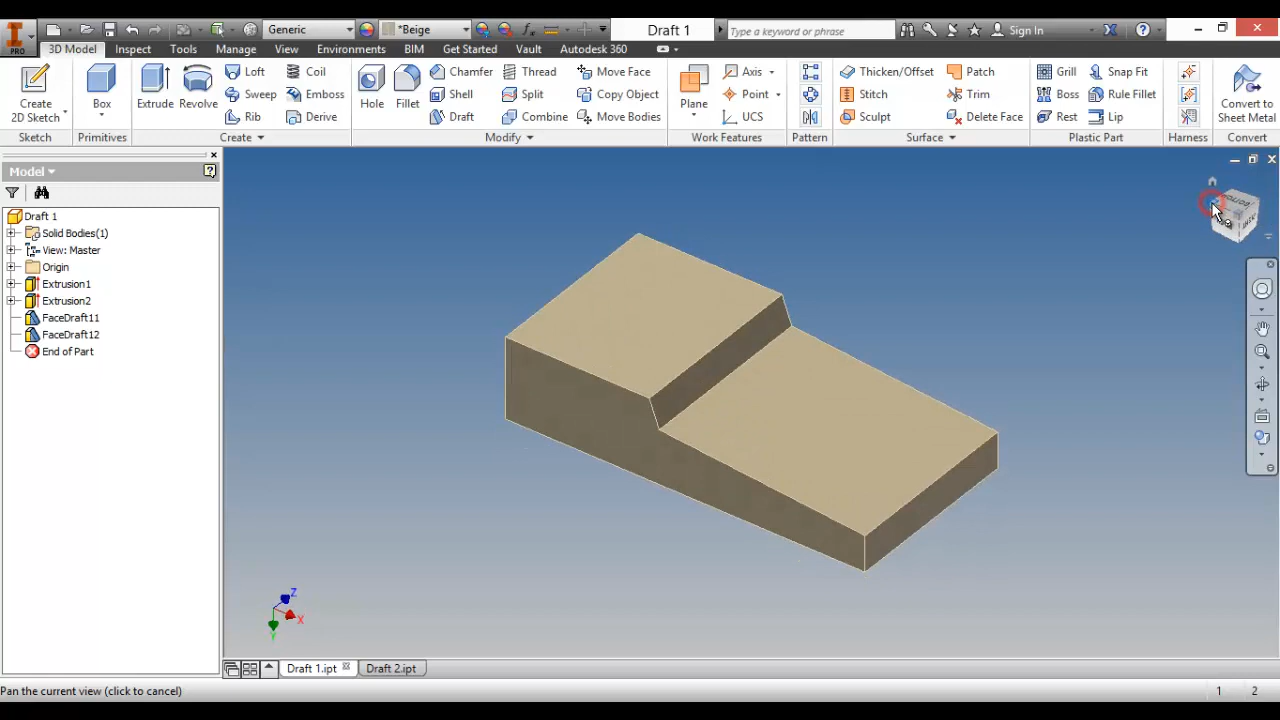 Generic
*Beige
Draft 1
Type a keyword or phrase
Sign In
PRO
3D Model
Inspect
Tools
Manage
View
Environments
BIM
Get Started
Vault
Autodesk 360
Create
2D Sketch
Box
Extrude
Revolve
Loft
Sweep
Rib
Coil
Emboss
Derive
Hole
Fillet
Chamfer
Shell
Draft
Thread
Split
Combine
Move Face
Copy Object
Move Bodies
Plane
Axis
Point
UCS
Thicken/Offset
Stitch
Sculpt
Patch
Trim
Delete Face
Grill
Boss
Rest
Snap Fit
Rule Fillet
Lip
Convert to
Sheet Metal
Sketch
Primitives
Create
Modify
Work Features
Pattern
Surface
Plastic Part
Harness
Convert
Model
Draft 1
Solid Bodies(1)
View: Master
Origin
Extrusion1
Extrusion2
FaceDraft11
FaceDraft12
End of Part
Z
X
Y
Draft 1.ipt
Draft 2.ipt
Pan the current view (click to cancel)
1
2